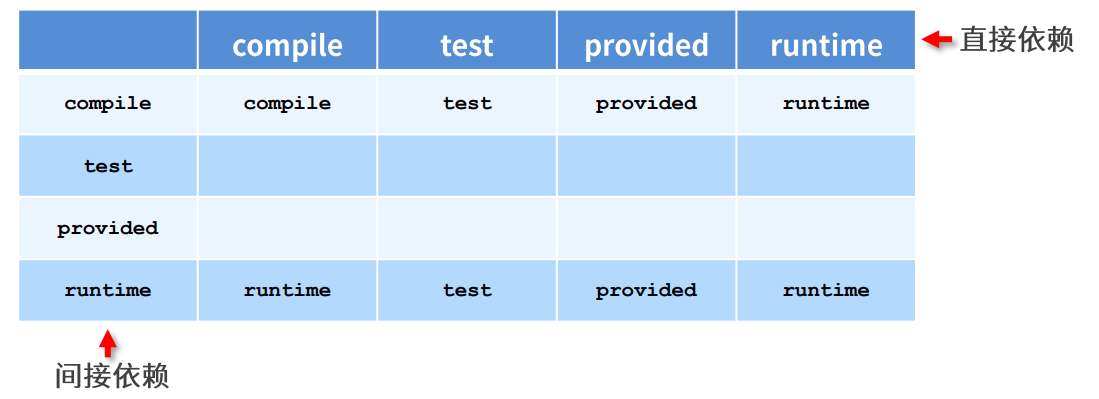 compile test provided runtime 直接依赖
compile compile test provided runtime
test
provided
runtime runtime test provided runtime
间接依赖